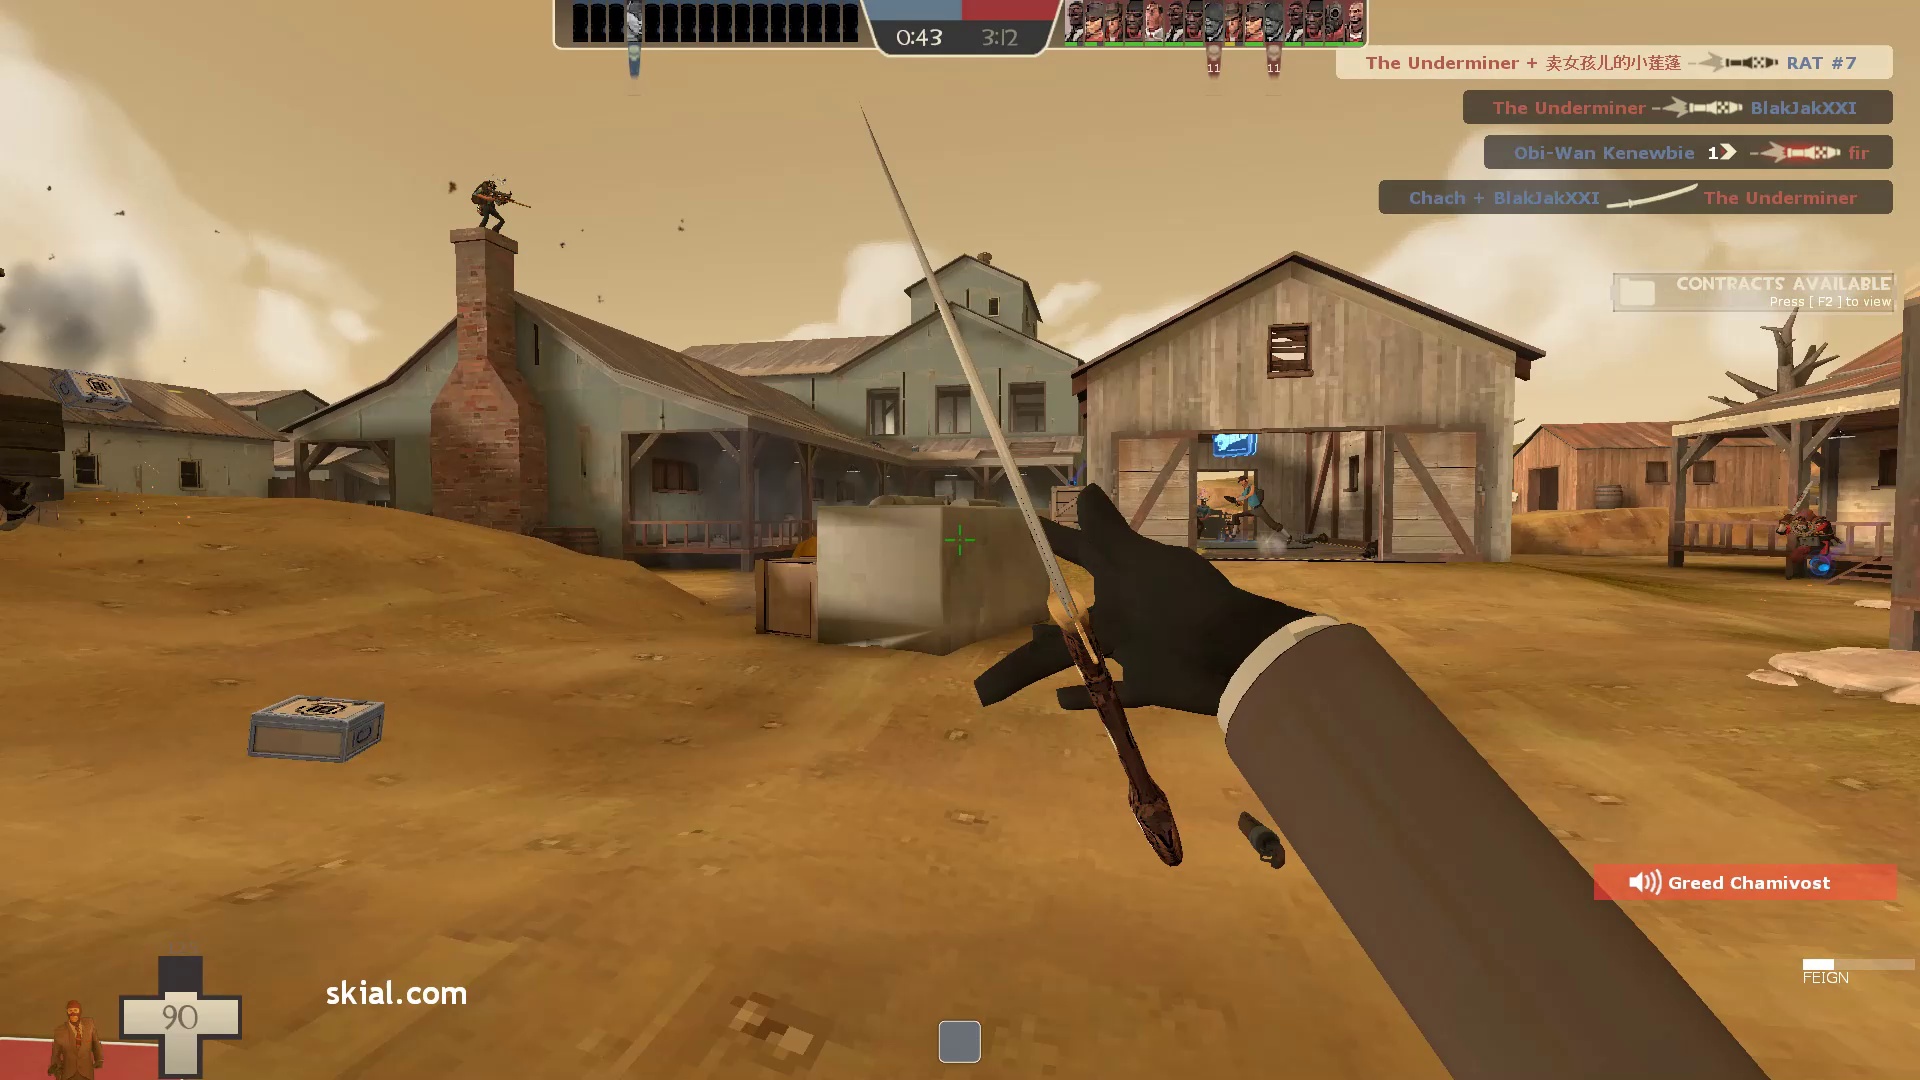 0:43 3:12
11 11
The Underminer + 卖女孩儿的小莲蓬 RAT #7
The Underminer BlakJakXXI
Obi-Wan Kenewbie 1 fir
Chach + BlakJakXXI The Underminer
CONTRACTS AVAILABLE
Press [ F2 ] to view
Greed Chamivost
FEIGN
90
skial.com